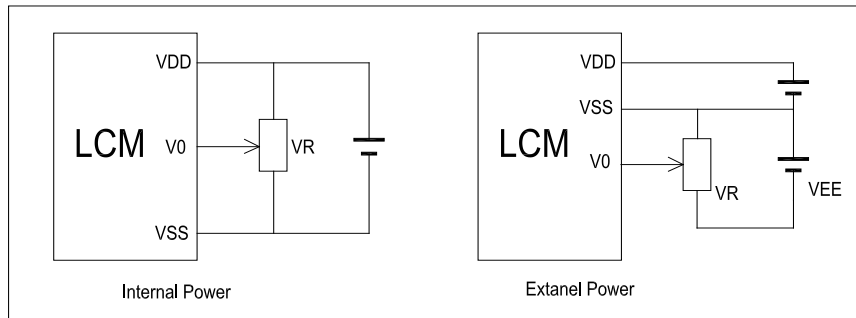 VDD
LCM
V0
VR
VSS
Internal Power
VDD
VSS
LCM
V0
VR
VEE
Extanel Power